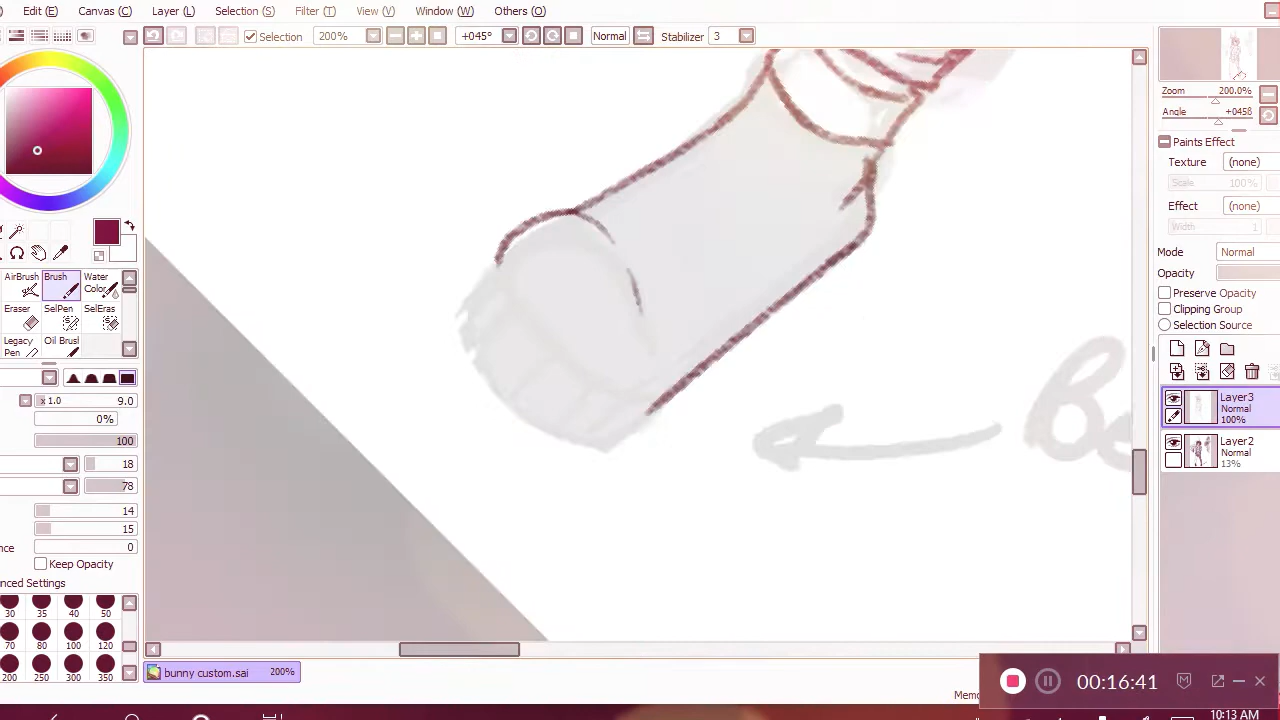 Edit (E) Canvas (C) Layer (L) Selection (S) Filter (T) View (V) Window (W) Others (O)
Selection 200% +045° Normal Stabilizer 3
Zoom 200.0%
Angle +0458
Paints Effect
Texture (none)
Scale 100%
Effect (none)
Width 1
Mode Normal
Opacity
Preserve Opacity
Clipping Group
Selection Source
AirBrush Brush Water Color
Eraser SelPen SelEras
Legacy Pen Oil Brush
x 1.0 9.0
0%
100
18
78
14
15
0
Keep Opacity
30 35 40 50
70 80 100 120
200 250 300 350
Layer3
Normal
100%
Layer2
Normal
13%
bunny custom.sai 200%
00:16:41
10:13 AM